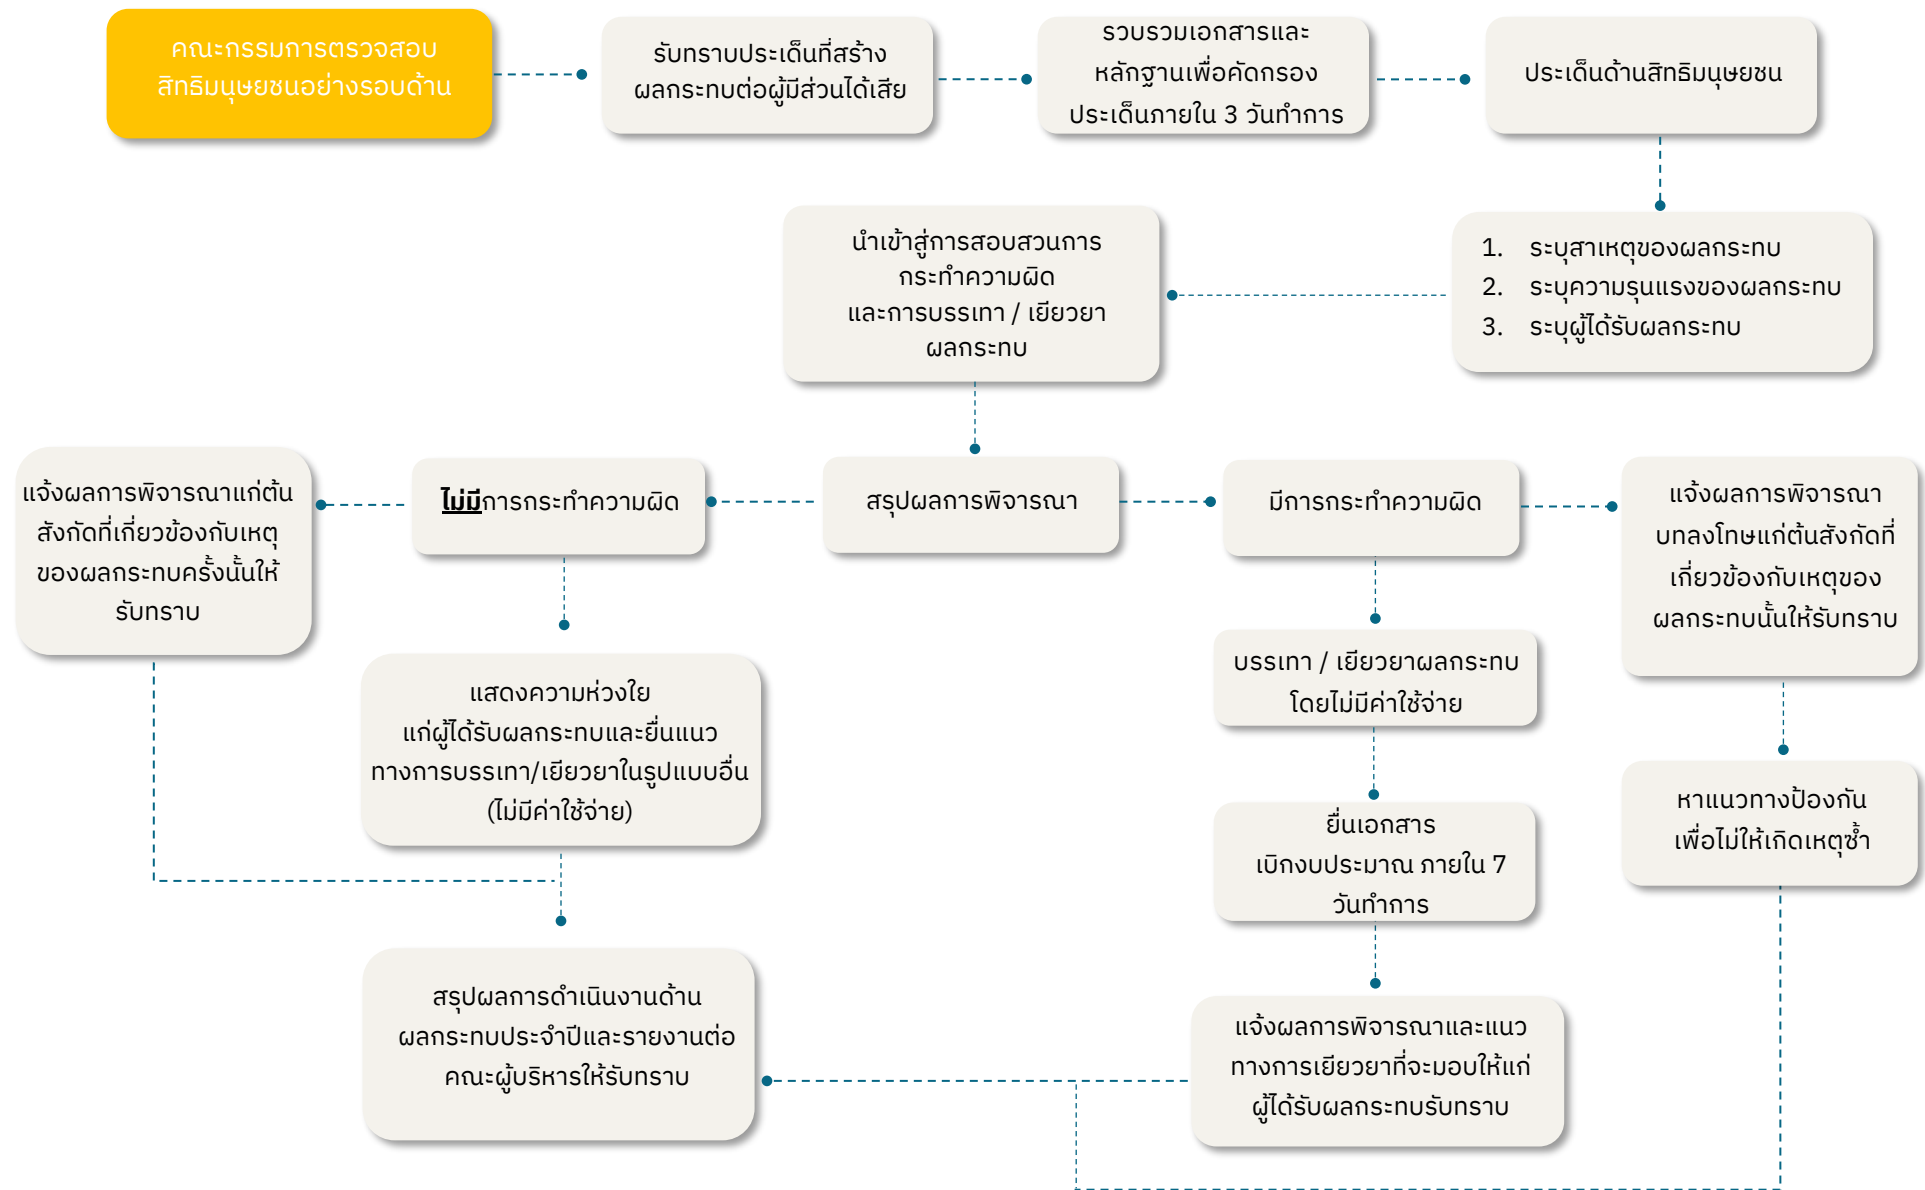 คณะกรรมการตรวจสอบ
สิทธิมนุษยชนอย่างรอบด้าน
รับทราบประเด็นที่สร้าง
ผลกระทบต่อผู้มีส่วนได้เสีย
รวบรวมเอกสารและ
หลักฐานเพื่อคัดกรอง
ประเด็นภายใน 3 วันทำการ
ประเด็นด้านสิทธิมนุษยชน
1. ระบุสาเหตุของผลกระทบ
2. ระบุความรุนแรงของผลกระทบ
3. ระบุผู้ได้รับผลกระทบ
นำเข้าสู่การสอบสวนการ
กระทำความผิด
และการบรรเทา / เยียวยา
ผลกระทบ
แจ้งผลการพิจารณาแก่ต้น
สังกัดที่เกี่ยวข้องกับเหตุ
ของผลกระทบครั้งนั้นให้
รับทราบ
ไม่มีการกระทำความผิด
สรุปผลการพิจารณา
มีการกระทำความผิด
แจ้งผลการพิจารณา
บทลงโทษแก่ต้นสังกัดที่
เกี่ยวข้องกับเหตุของ
ผลกระทบนั้นให้รับทราบ
แสดงความห่วงใย
แก่ผู้ได้รับผลกระทบและยื่นแนว
ทางการบรรเทา/เยียวยาในรูปแบบอื่น
(ไม่มีค่าใช้จ่าย)
บรรเทา / เยียวยาผลกระทบ
โดยไม่มีค่าใช้จ่าย
หาแนวทางป้องกัน
เพื่อไม่ให้เกิดเหตุซ้ำ
ยื่นเอกสาร
เบิกงบประมาณ ภายใน 7
วันทำการ
สรุปผลการดำเนินงานด้าน
ผลกระทบประจำปีและรายงานต่อ
คณะผู้บริหารให้รับทราบ
แจ้งผลการพิจารณาและแนว
ทางการเยียวยาที่จะมอบให้แก่
ผู้ได้รับผลกระทบรับทราบ